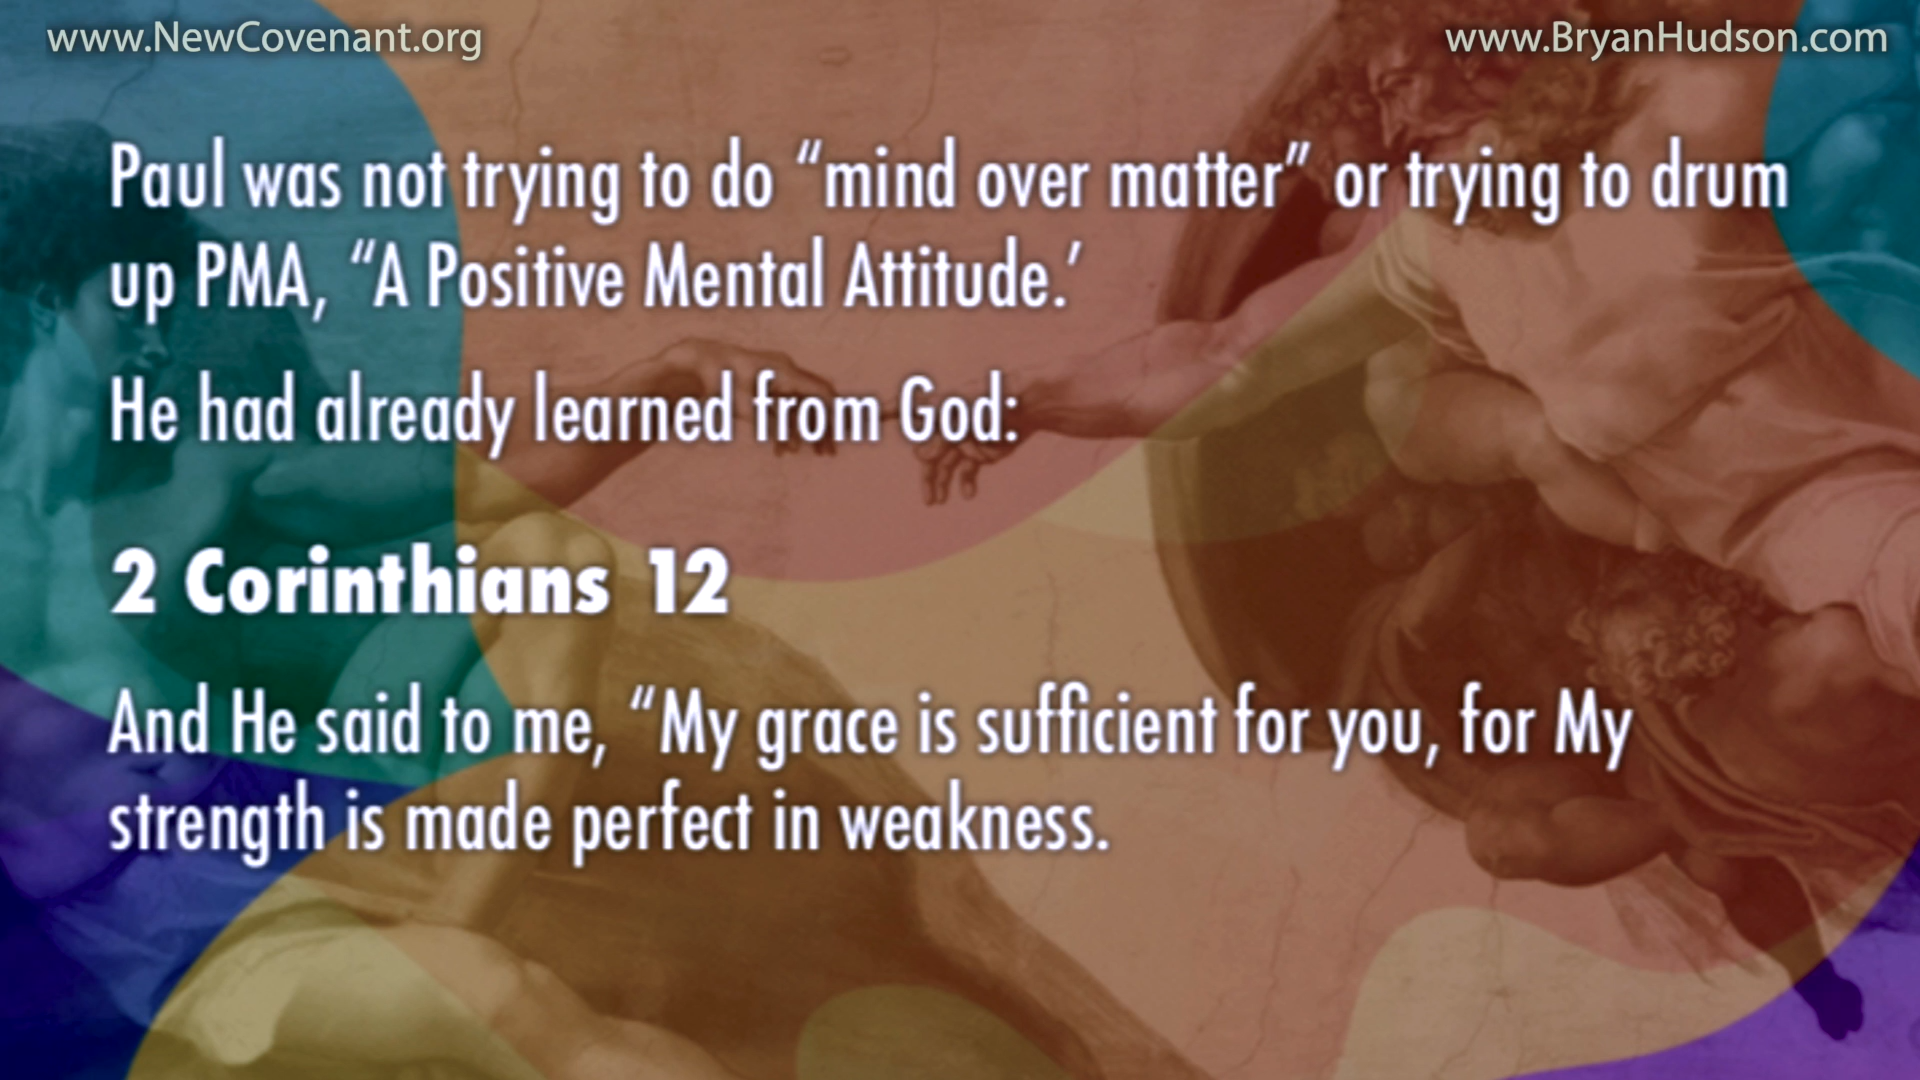 www.NewCovenant.org
www.BryanHudson.com
Paul was not trying to do “mind over matter” or trying to drum
up PMA, “A Positive Mental Attitude.’
He had already learned from God:
2 Corinthians 12
And He said to me, “My grace is sufficient for you, for My
strength is made perfect in weakness.